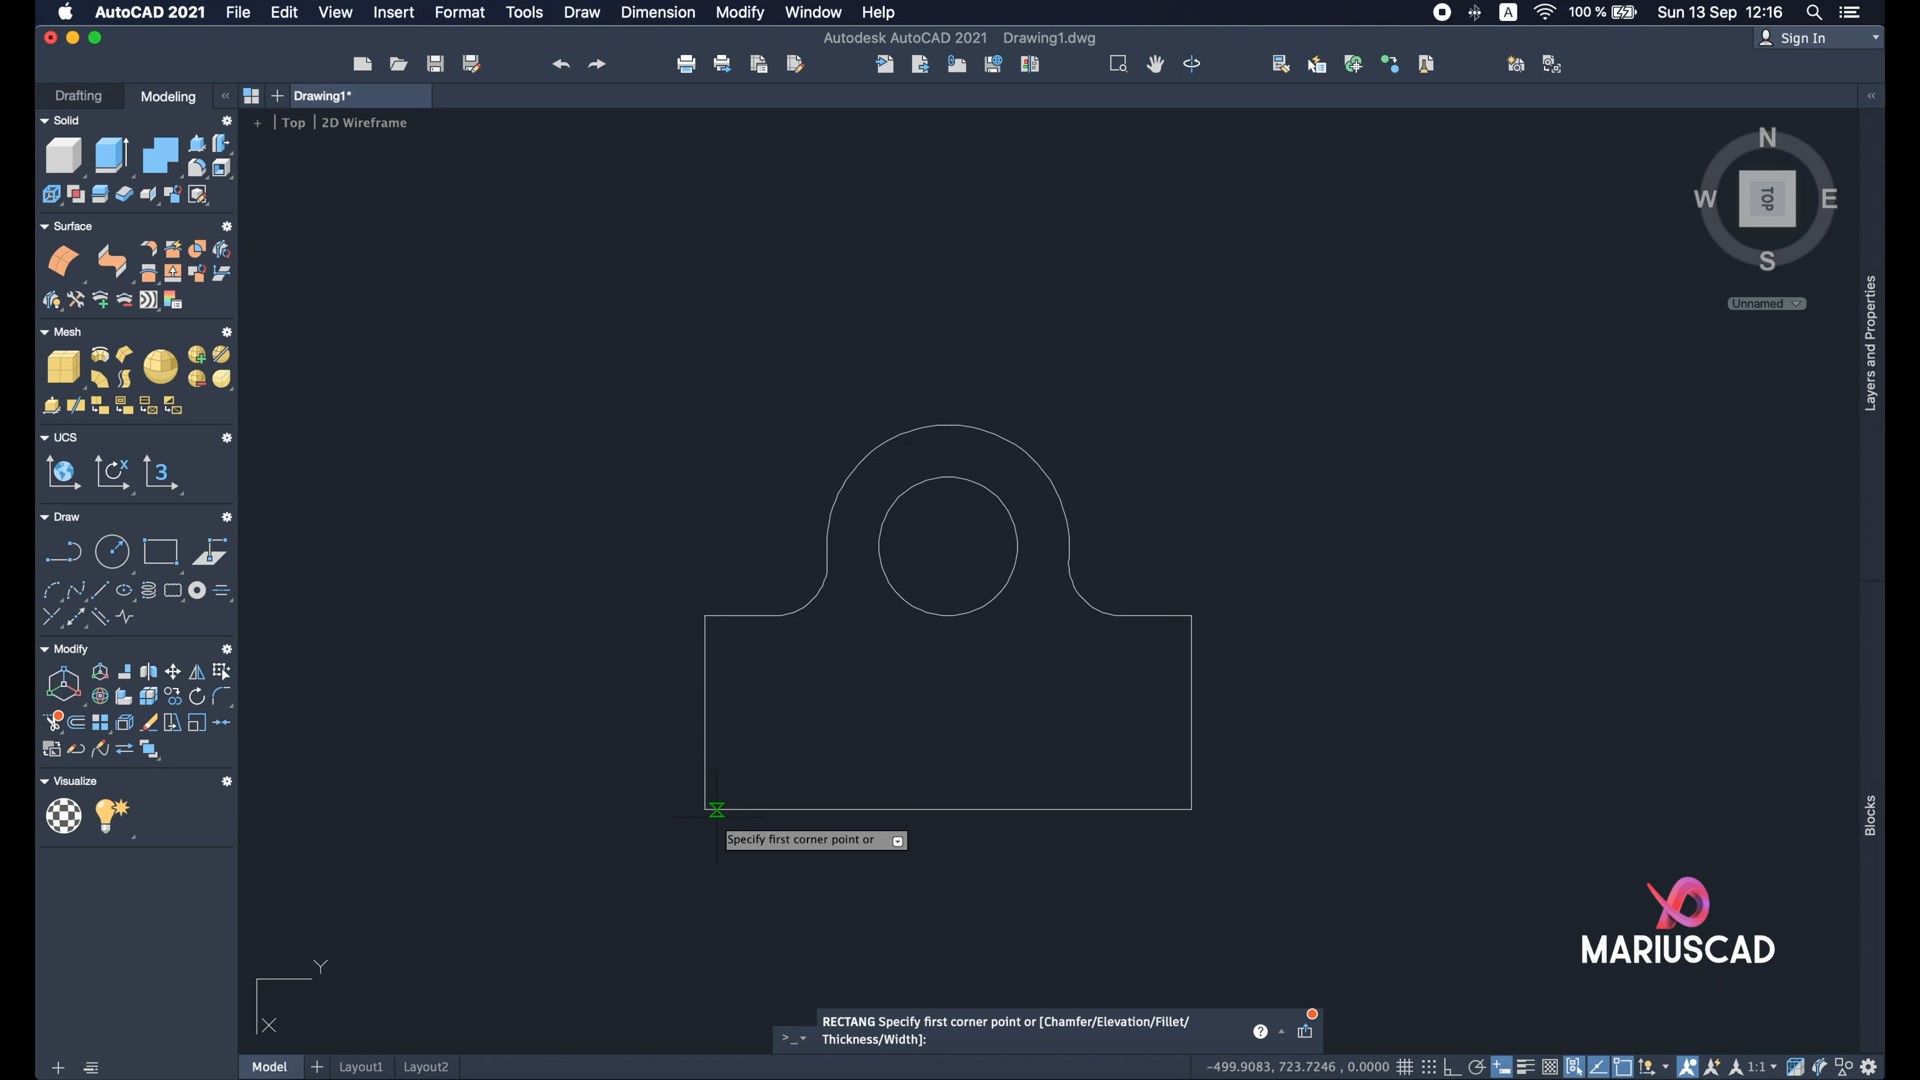 AutoCAD 2021 File Edit View Insert Format Tools Draw Dimension Modify Window Help
A 100 % Sun 13 Sep 12:16
Autodesk AutoCAD 2021 Drawing1.dwg
Sign In
Drafting Modeling
Drawing1*
+ | Top | 2D Wireframe
Solid
Surface
Mesh
UCS
X 3
Draw
Modify
Visualize
N
W TOP E
S
Unnamed
Layers and Properties
Blocks
Specify first corner point or
MARIUSCAD
Y
X
RECTANG Specify first corner point or [Chamfer/Elevation/Fillet/
Thickness/Width]:
>_
Model Layout1 Layout2
-499.9083, 723.7246 , 0.0000
1:1